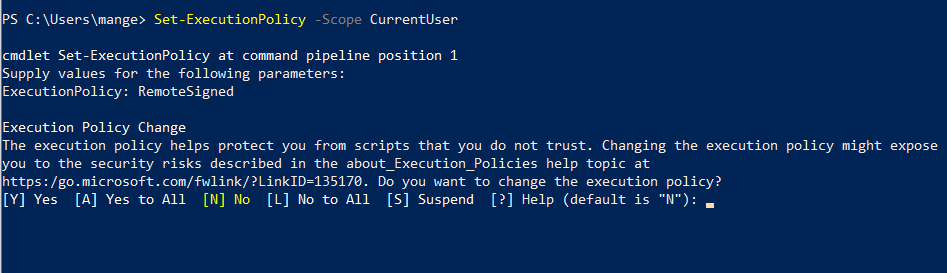 PS C:\Users\mange> Set-ExecutionPolicy -Scope CurrentUser
cmdlet Set-ExecutionPolicy at command pipeline position 1
Supply values for the following parameters:
ExecutionPolicy: RemoteSigned
Execution Policy Change
The execution policy helps protect you from scripts that you do not trust. Changing the execution policy might expose
you to the security risks described in the about_Execution_Policies help topic at
https:/go.microsoft.com/fwlink/?LinkID=135170. Do you want to change the execution policy?
[Y] Yes  [A] Yes to All  [N] No  [L] No to All  [S] Suspend  [?] Help (default is "N"):